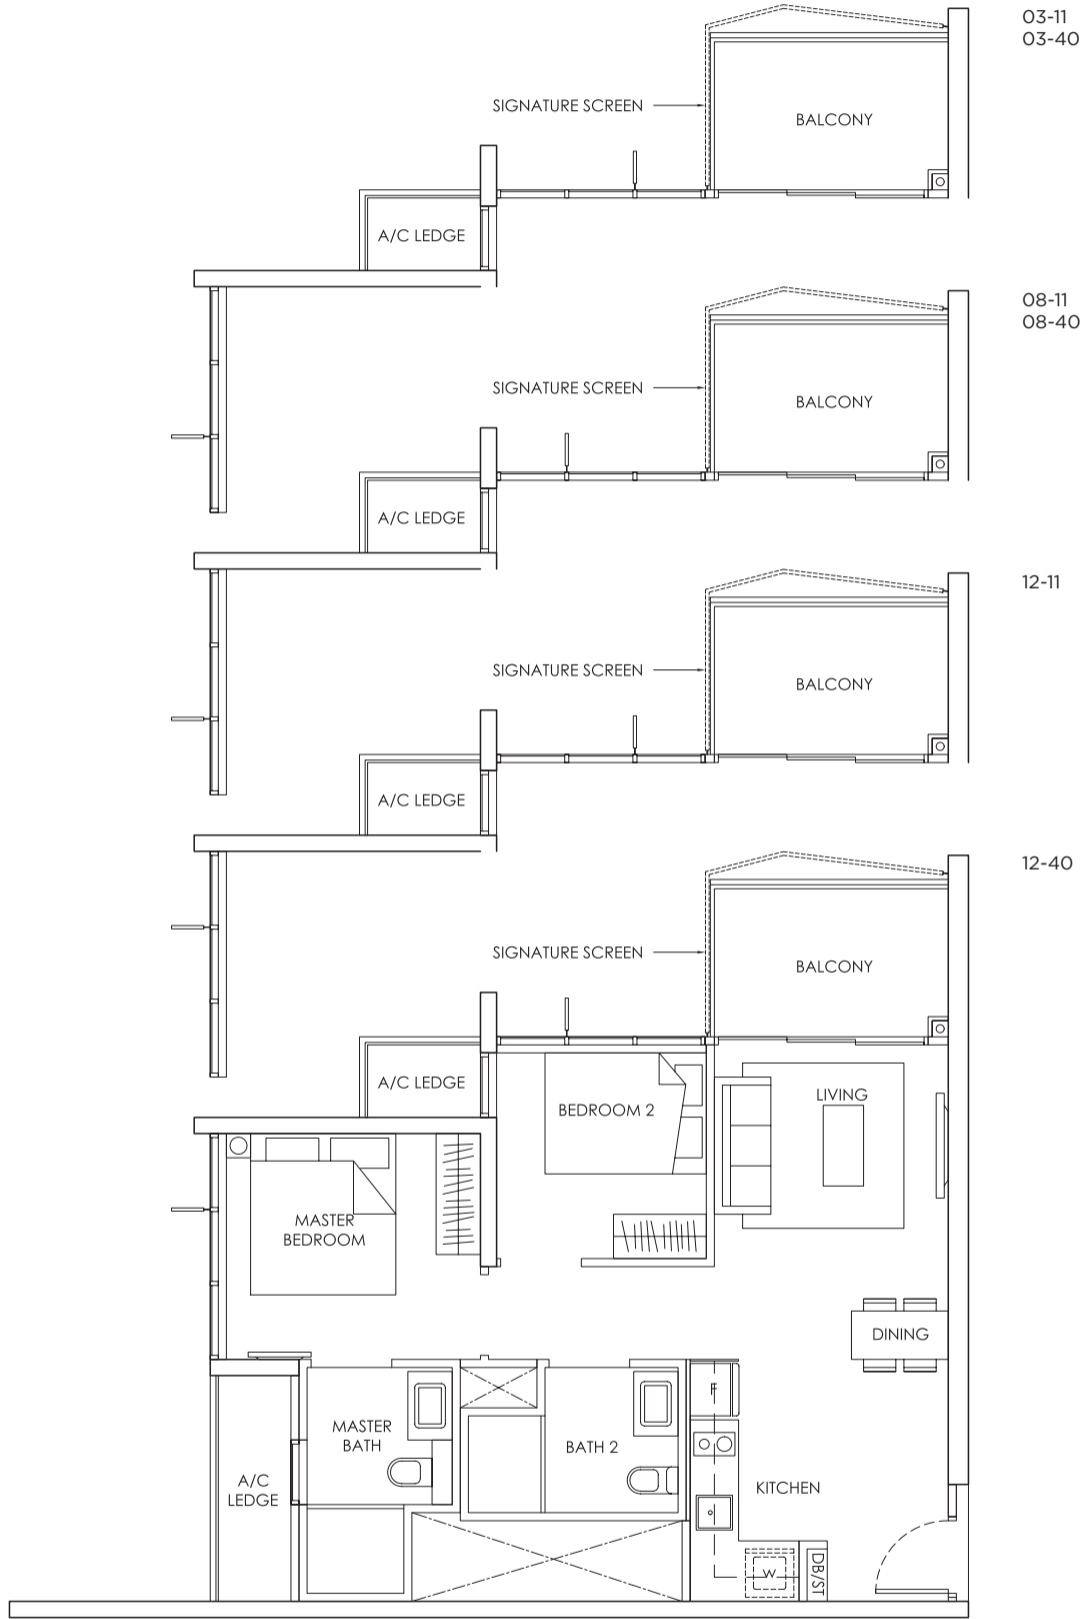 03-11
03-40
SIGNATURE SCREEN
BALCONY
A/C LEDGE
08-11
08-40
SIGNATURE SCREEN
BALCONY
A/C LEDGE
12-11
SIGNATURE SCREEN
BALCONY
A/C LEDGE
12-40
SIGNATURE SCREEN
BALCONY
A/C LEDGE
BEDROOM 2
LIVING
MASTER
BEDROOM
DINING
F
MASTER
BATH
BATH 2
A/C
LEDGE
KITCHEN
W
DB/ST